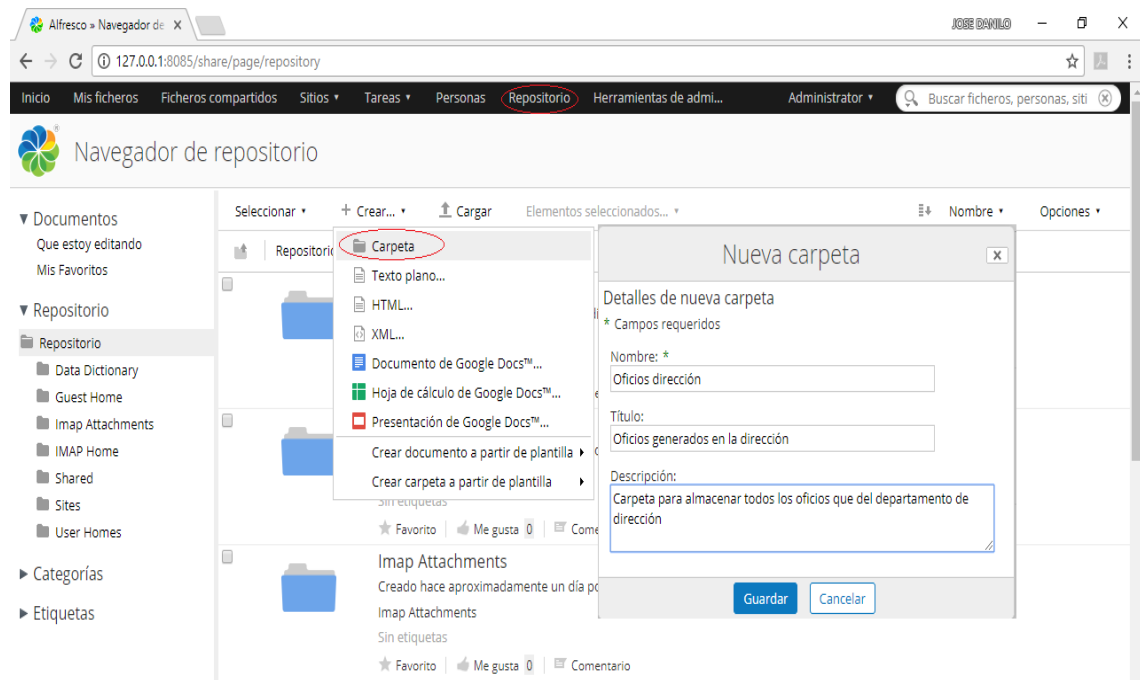 Alfresco » Navegador de
JOSE DANILO
127.0.0.1:8085/share/page/repository
Inicio Mis ficheros Ficheros compartidos Sitios Tareas Personas Repositorio Herramientas de admi... Administrator Buscar ficheros, personas, siti
Navegador de repositorio
Documentos
Que estoy editando
Mis Favoritos
Repositorio
Repositorio
Data Dictionary
Guest Home
Imap Attachments
IMAP Home
Shared
Sites
User Homes
Categorías
Etiquetas
Seleccionar + Crear... Cargar Elementos seleccionados... Nombre Opciones
Repositorio
Carpeta
Texto plano...
HTML...
XML...
Documento de Google Docs™...
Hoja de cálculo de Google Docs™...
Presentación de Google Docs™...
Crear documento a partir de plantilla
Crear carpeta a partir de plantilla
Sin etiquetas
Favorito Me gusta 0 Come
Imap Attachments
Creado hace aproximadamente un día po
Imap Attachments
Sin etiquetas
Favorito Me gusta 0 Comentario
Nueva carpeta
x
Detalles de nueva carpeta
* Campos requeridos
Nombre: *
Oficios dirección
Título:
Oficios generados en la dirección
Descripción:
Carpeta para almacenar todos los oficios que del departamento de
dirección
Guardar Cancelar